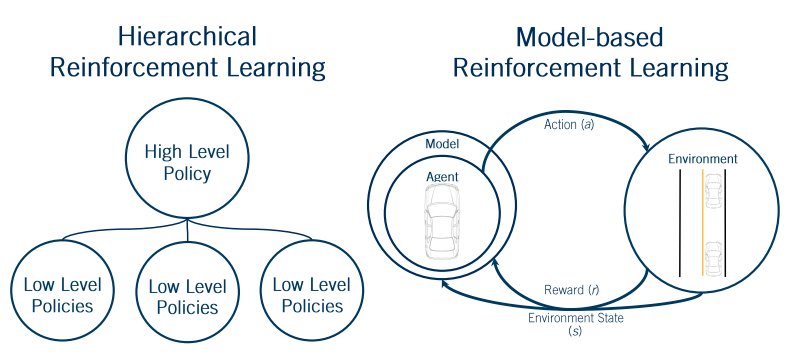 Hierarchical
Reinforcement Learning
High Level
Policy
Low Level
Policies
Low Level
Policies
Low Level
Policies
Model-based
Reinforcement Learning
Action (a)
Model
Agent
Environment
Reward (r)
Environment State
(s)